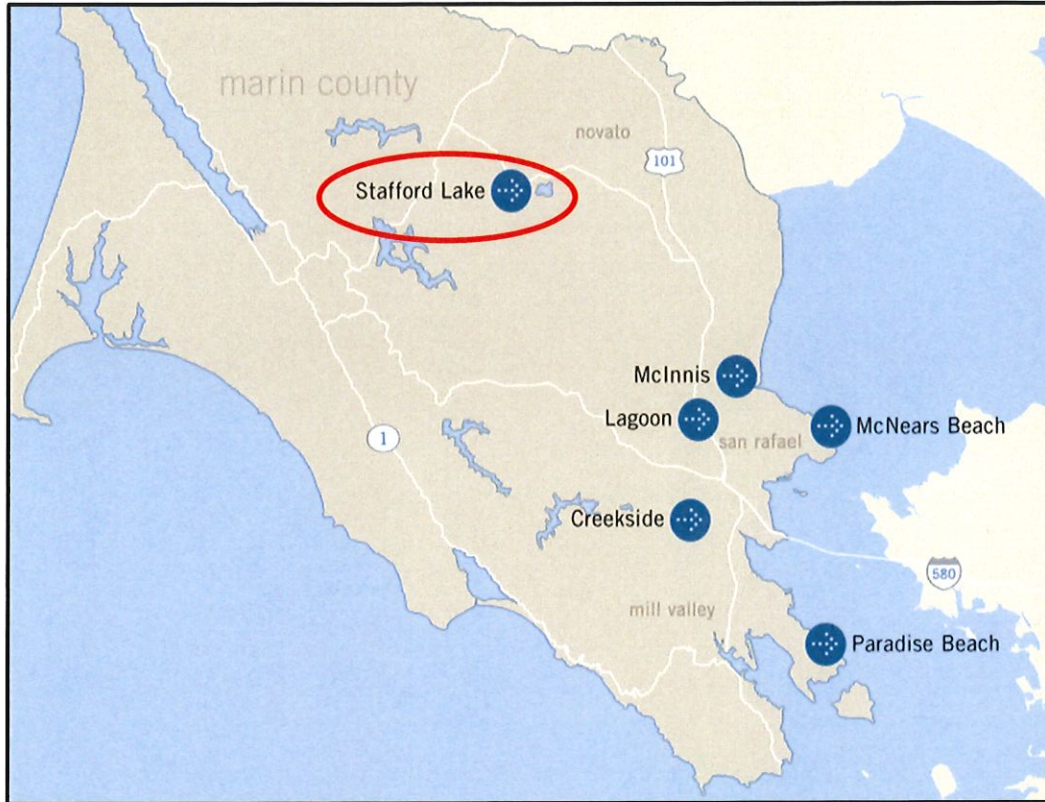 marin county
novato
101
Stafford Lake
McInnis
Lagoon
McNears Beach
san rafael
1
Creekside
580
mill valley
Paradise Beach